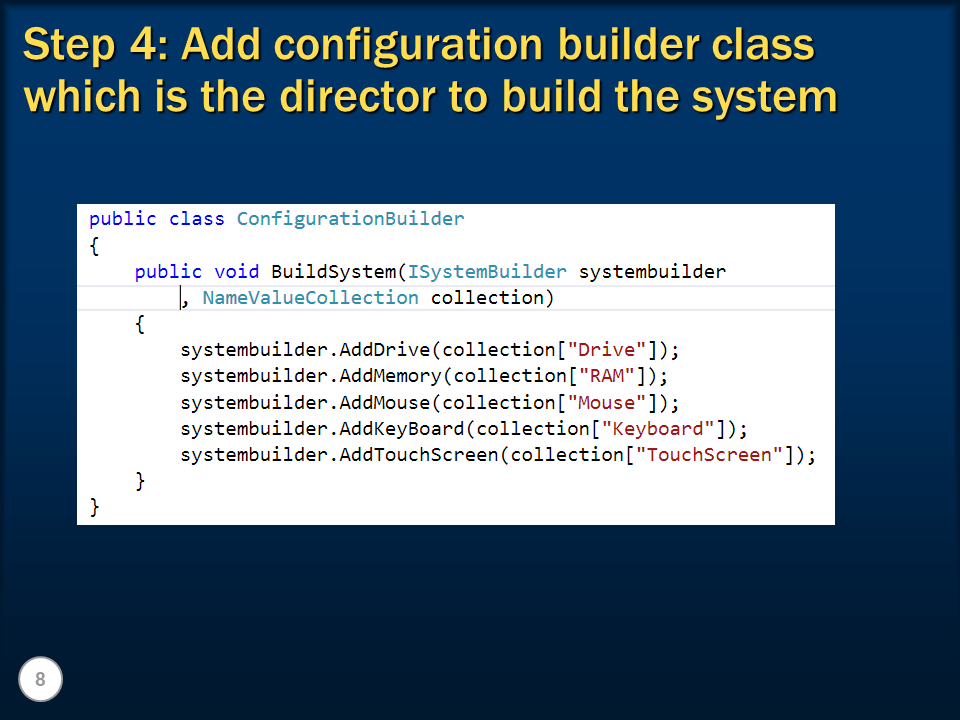 Step 4: Add configuration builder class
which is the director to build the system
public class ConfigurationBuilder
{
    public void BuildSystem(ISystemBuilder systembuilder
        , NameValueCollection collection)
    {
        systembuilder.AddDrive(collection["Drive"]);
        systembuilder.AddMemory(collection["RAM"]);
        systembuilder.AddMouse(collection["Mouse"]);
        systembuilder.AddKeyBoard(collection["Keyboard"]);
        systembuilder.AddTouchScreen(collection["TouchScreen"]);
    }
}
8